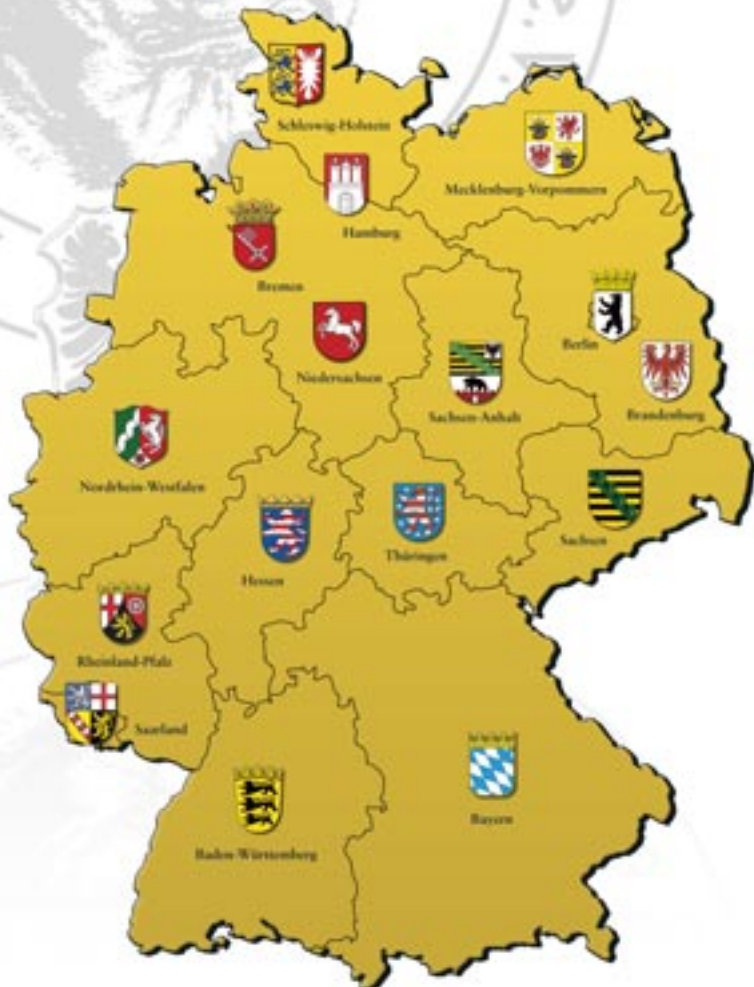 Schleswig-Holstein
Mecklenburg-Vorpommern
Hamburg
Bremen
Berlin
Niedersachsen
Sachsen-Anhalt
Brandenburg
Nordrhein-Westfalen
Sachsen
Thüringen
Hessen
Rheinland-Pfalz
Saarland
Bayern
Baden-Württemberg